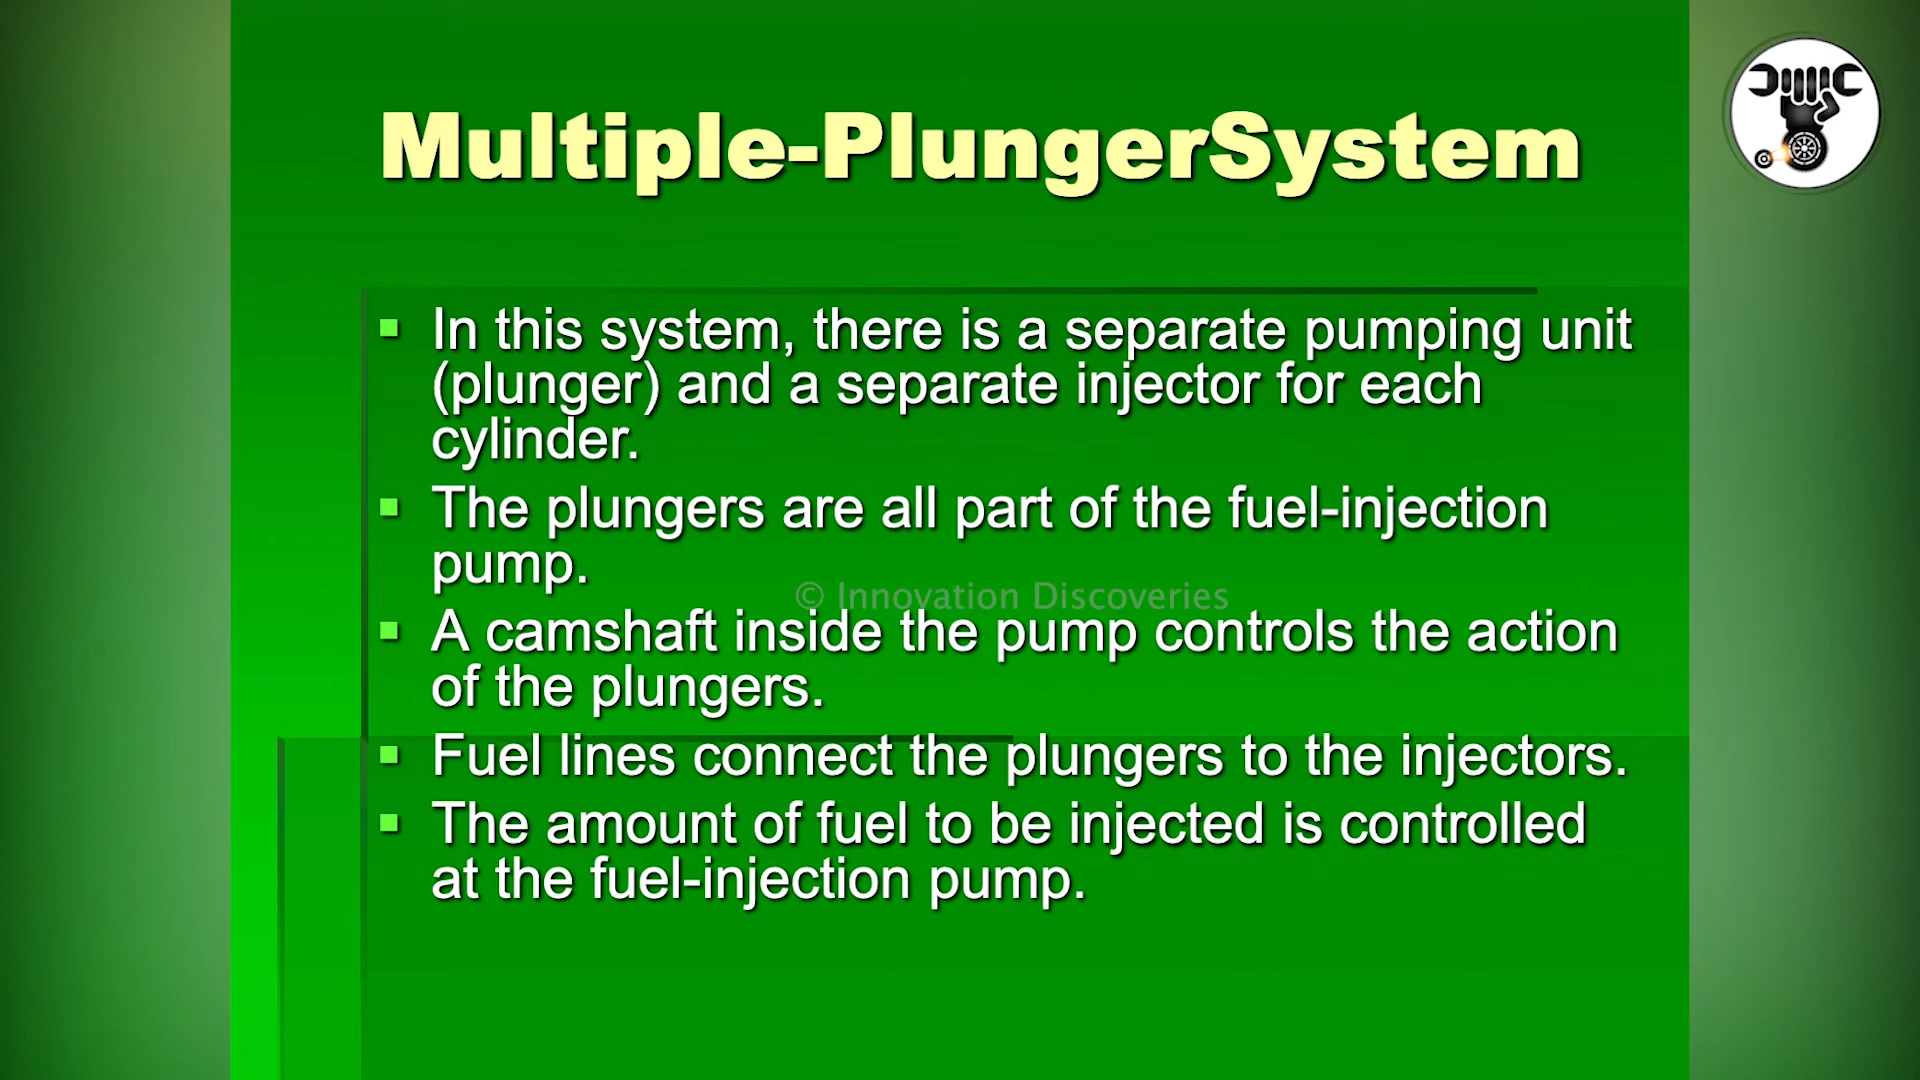 Multiple-PlungerSystem
In this system, there is a separate pumping unit
(plunger) and a separate injector for each
cylinder.
The plungers are all part of the fuel-injection
pump.
© Innovation Discoveries
A camshaft inside the pump controls the action
of the plungers.
Fuel lines connect the plungers to the injectors.
The amount of fuel to be injected is controlled
at the fuel-injection pump.